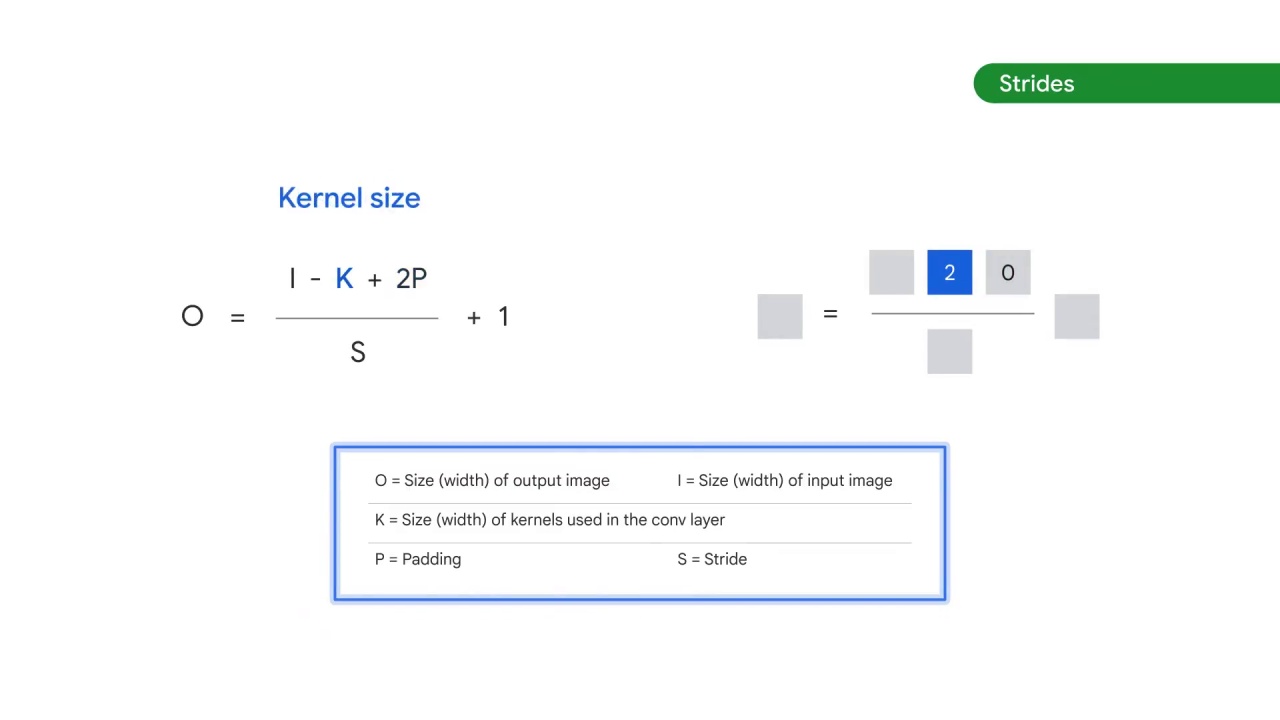 Strides
Kernel size
I - K + 2P
O = + 1
S
2 0
=
O = Size (width) of output image I = Size (width) of input image
K = Size (width) of kernels used in the conv layer
P = Padding S = Stride